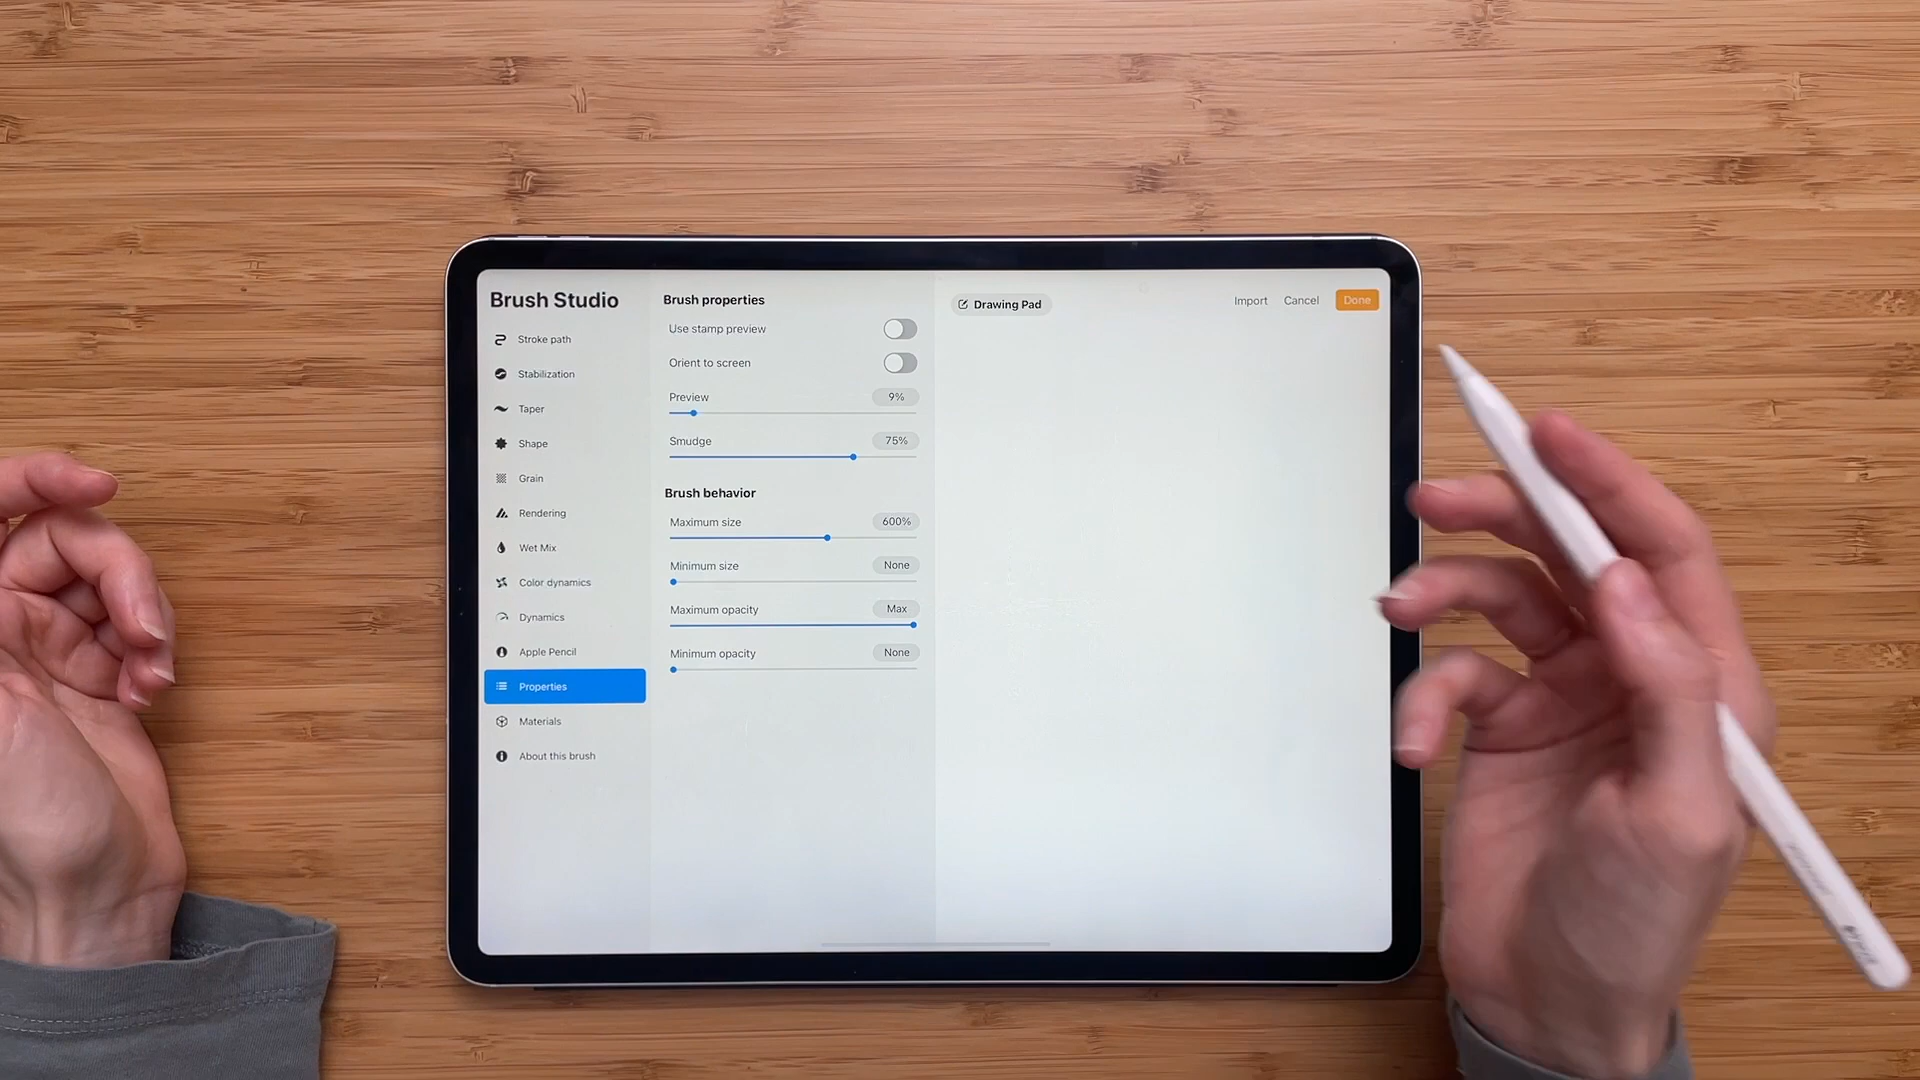 Brush Studio
Stroke path
Stabilization
Taper
Shape
Grain
Rendering
Wet Mix
Color dynamics
Dynamics
Apple Pencil
Properties
Materials
About this brush
Brush properties
Use stamp preview
Orient to screen
Preview 9%
Smudge 75%
Brush behavior
Maximum size 600%
Minimum size None
Maximum opacity Max
Minimum opacity None
Drawing Pad
Import Cancel Done